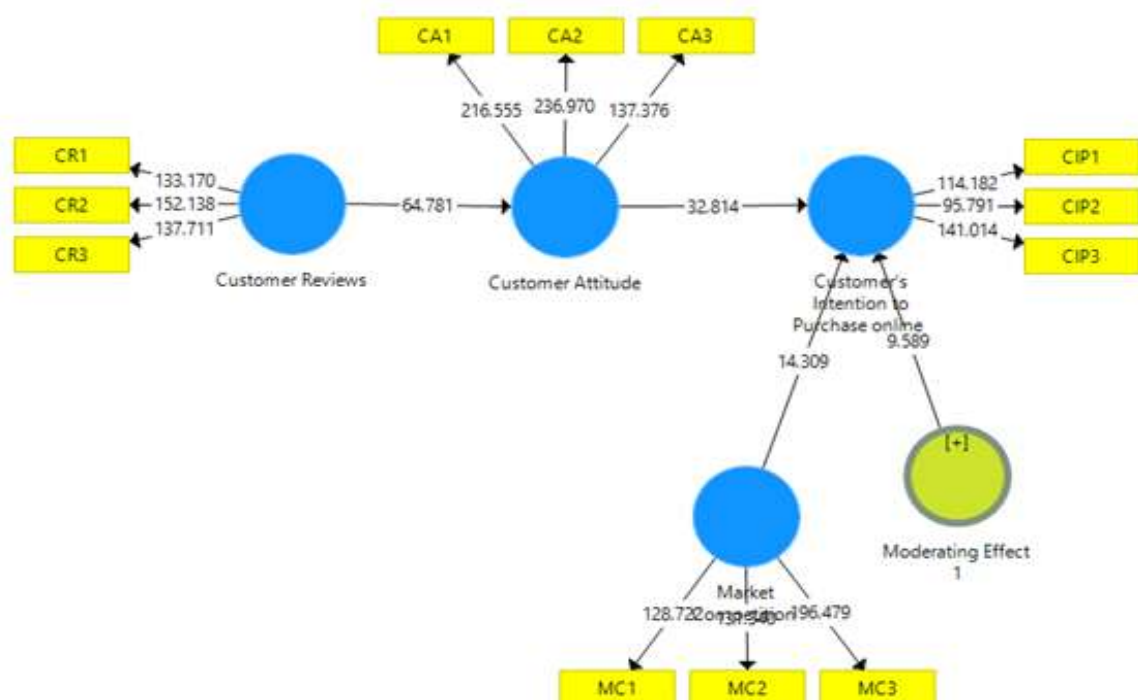 CA1
CA2
CA3
216.555
236.970
137.376
CR1
CR2
CR3
133.170
152.138
137.711
64.781
32.814
CIP1
CIP2
CIP3
114.182
95.791
141.014
Customer Reviews
Customer Attitude
Customer's
Intention to
Purchase online
14.309
9.589
[+]
Moderating Effect
1
Market
128.722
196.479
MC1
MC2
MC3